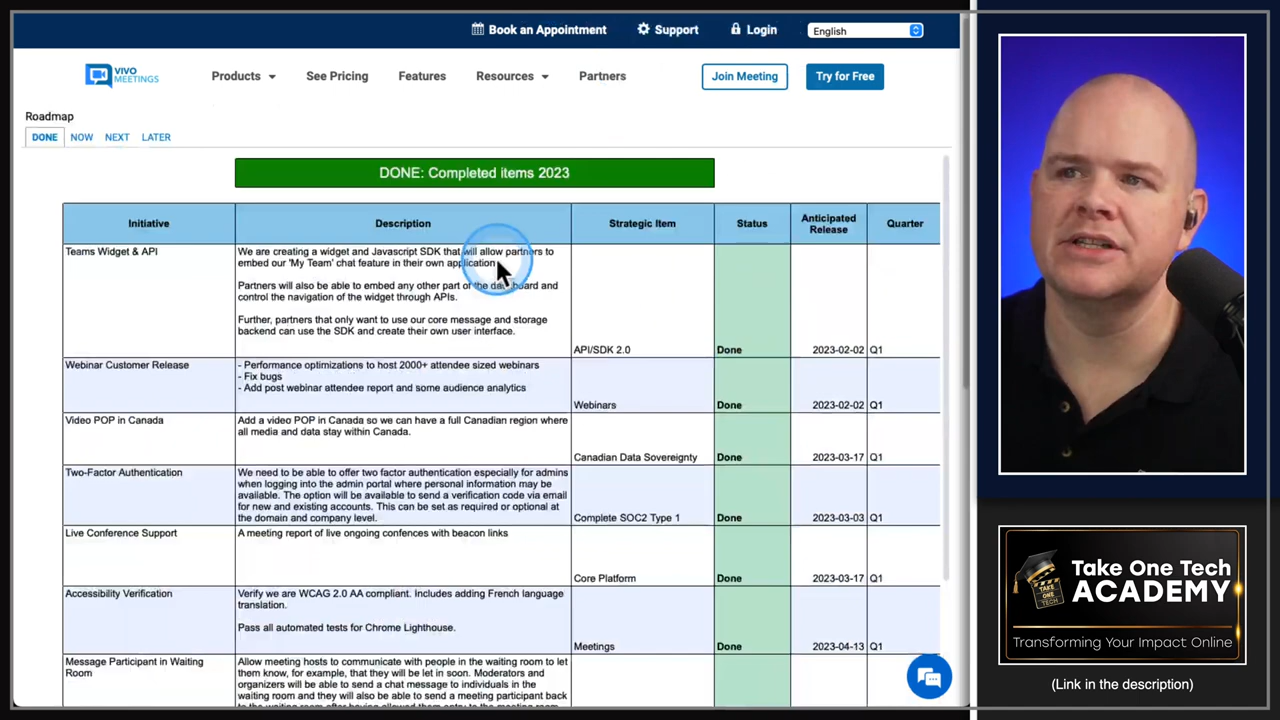 Book an Appointment Support Login English
VIVO
MEETINGS
Products See Pricing Features Resources Partners Join Meeting Try for Free
Roadmap
DONE NOW NEXT LATER
DONE: Completed items 2023
Initiative Description Strategic Item Status Anticipated Release Quarter
Teams Widget & API
We are creating a widget and Javascript SDK that will allow partners to
embed our 'My Team' chat feature in their own application.
Partners will also be able to embed any other part of the dashboard and
control the navigation of the widget through APIs.
Further, partners that only want to use our core message and storage
backend can use the SDK and create their own user interface.
API/SDK 2.0 Done 2023-02-02 Q1
Webinar Customer Release
- Performance optimizations to host 2000+ attendee sized webinars
- Fix bugs
- Add post webinar attendee report and some audience analytics
Webinars Done 2023-02-02 Q1
Video POP in Canada
Add a video POP in Canada so we can have a full Canadian region where
all media and data stay within Canada.
Canadian Data Sovereignty Done 2023-03-17 Q1
Two-Factor Authentication
We need to be able to offer two factor authentication especially for admins
when logging into the admin portal where personal information may be
available. The option will be available to send a verification code via email
for new and existing accounts. This can be set as required or optional at
the domain and company level.
Complete SOC2 Type 1 Done 2023-03-03 Q1
Live Conference Support
A meeting report of live ongoing confences with beacon links
Core Platform Done 2023-03-17 Q1
Accessibility Verification
Verify we are WCAG 2.0 AA compliant. Includes adding French language
translation.
Pass all automated tests for Chrome Lighthouse.
Meetings Done 2023-04-13 Q1
Message Participant in Waiting
Room
Allow meeting hosts to communicate with people in the waiting room to let
them know, for example, that they will be let in soon. Moderators and
organizers will be able to send a chat message to individuals in the
waiting room and they will also be able to send a meeting participant back
TAKE ONE
TECH
Take One Tech
ACADEMY
Transforming Your Impact Online
(Link in the description)